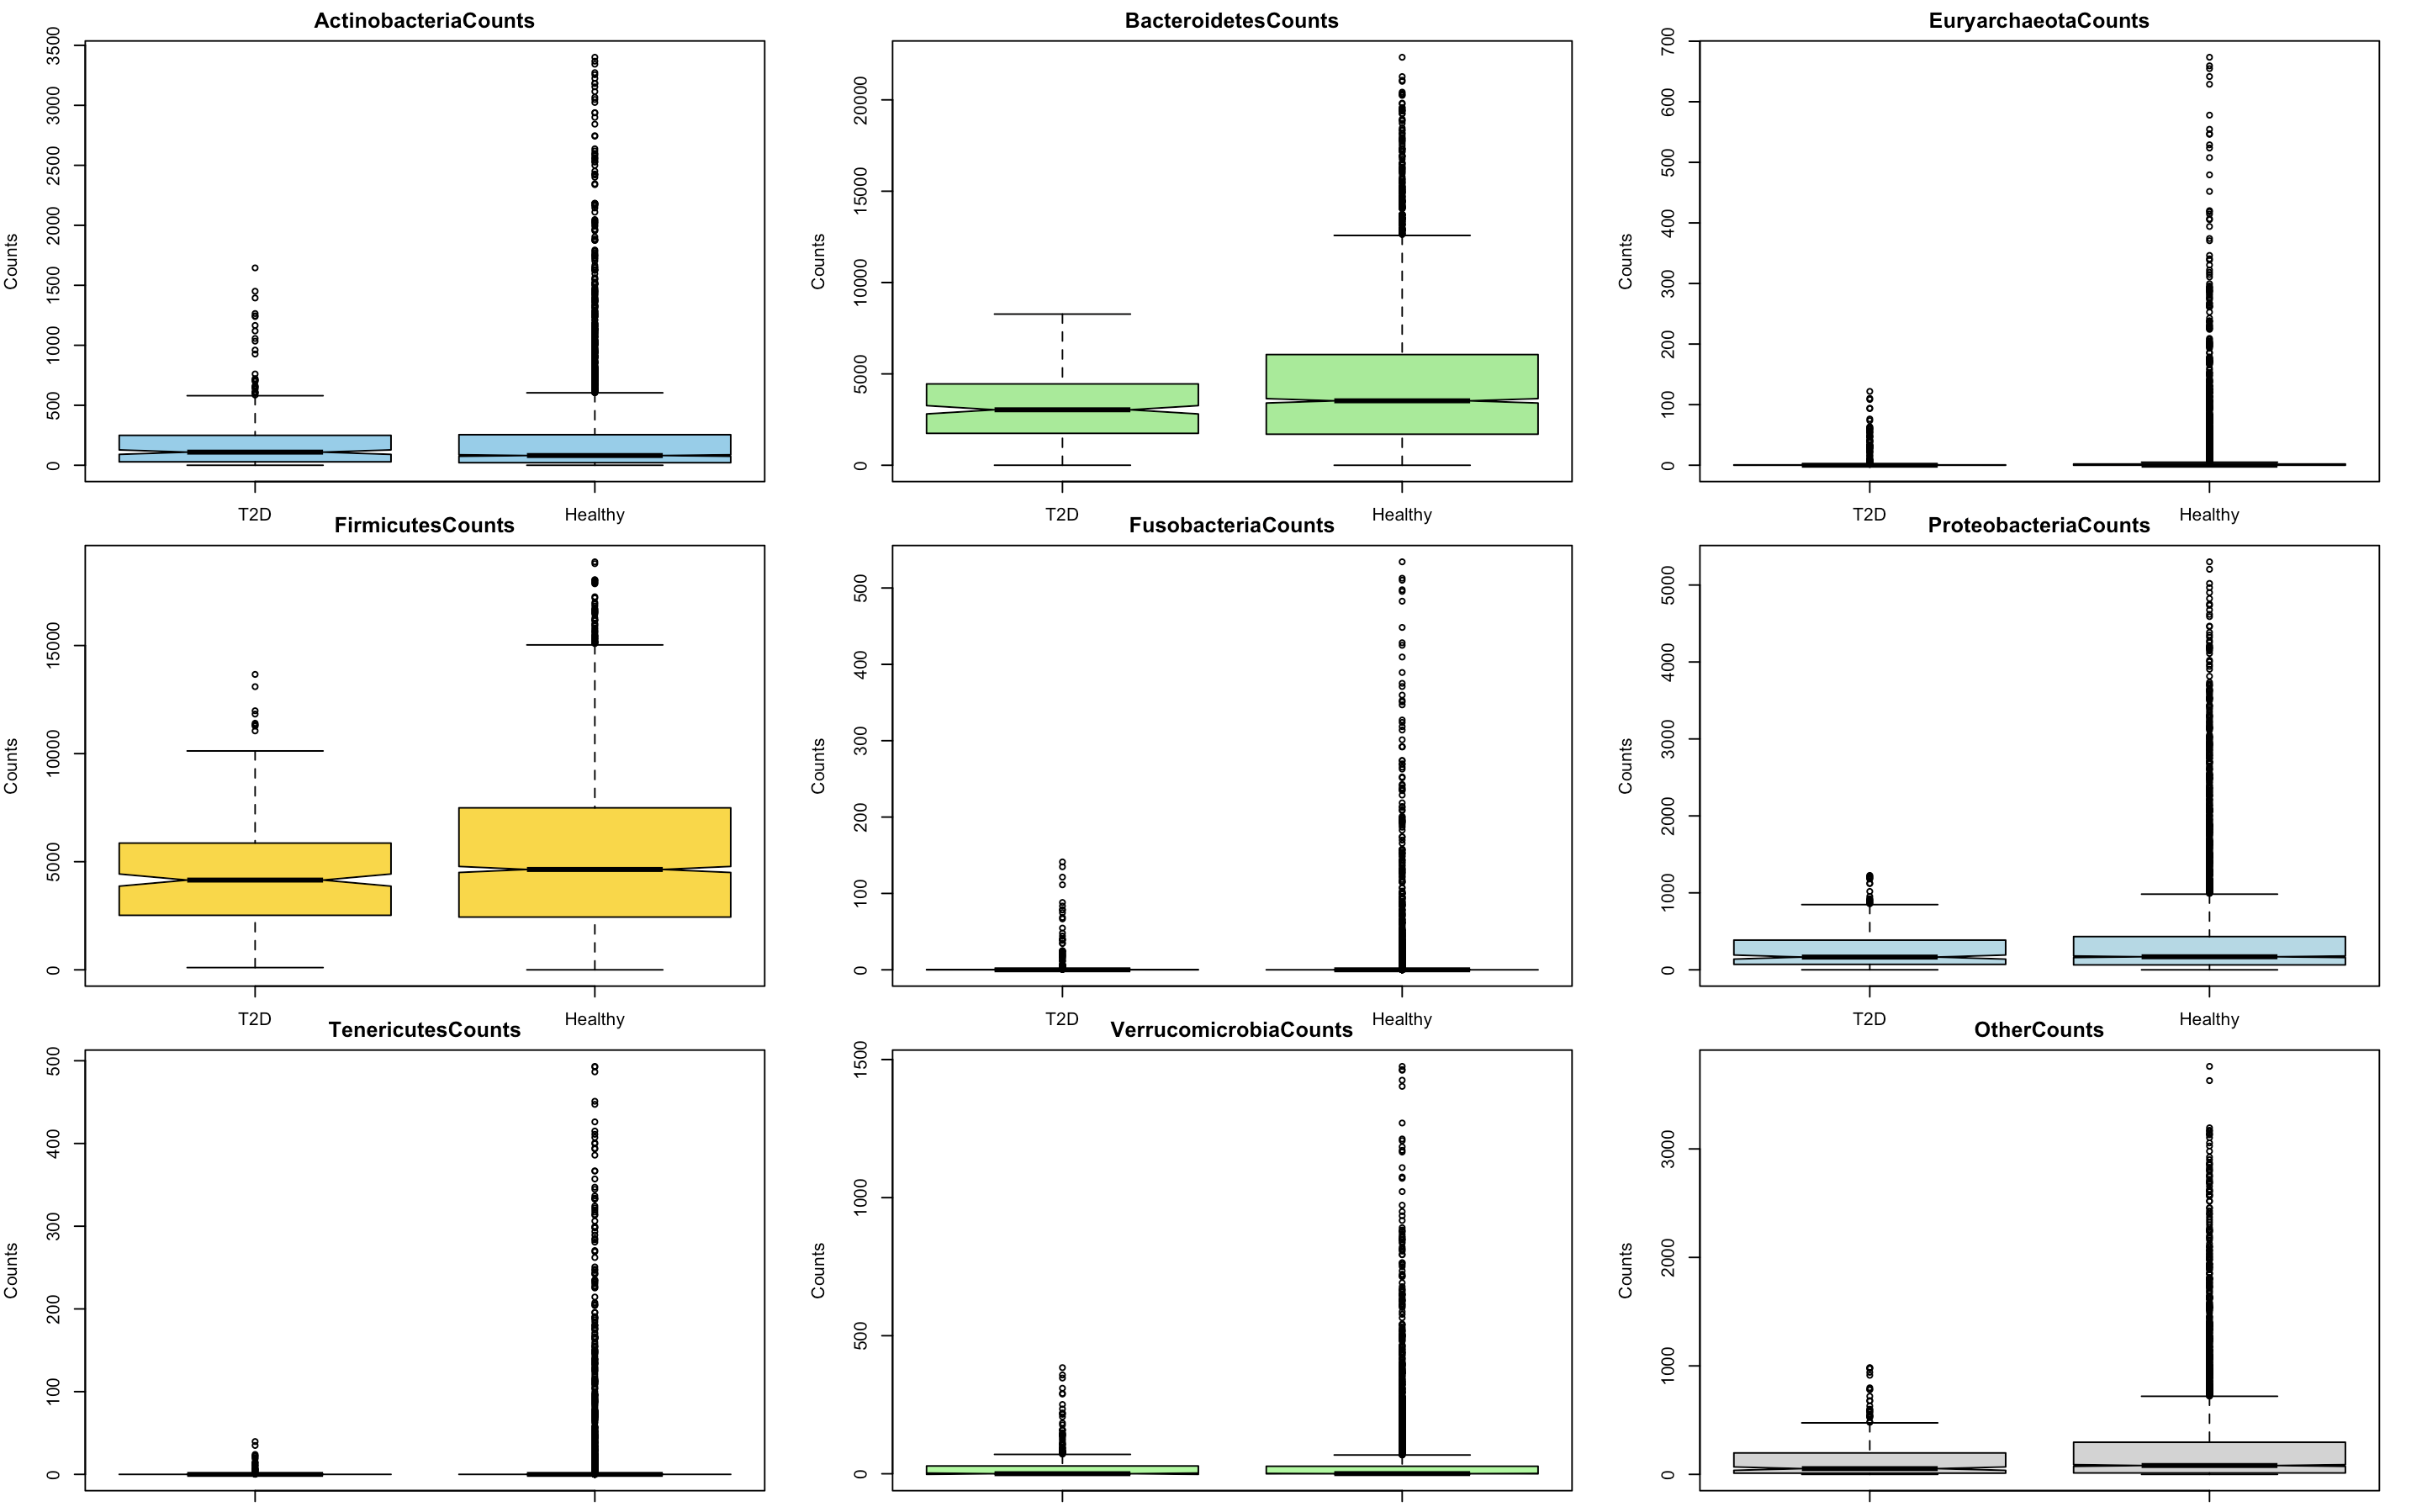 ActinobacteriaCounts
Counts
3500
3000
2500
2000
1500
1000
500
0
T2D Healthy
BacteroidetesCounts
Counts
20000
15000
10000
5000
0
T2D Healthy
EuryarchaeotaCounts
Counts
700
600
500
400
300
200
100
0
T2D Healthy
FirmicutesCounts
Counts
15000
10000
5000
0
T2D Healthy
FusobacteriaCounts
Counts
500
400
300
200
100
0
T2D Healthy
ProteobacteriaCounts
Counts
5000
4000
3000
2000
1000
0
T2D Healthy
TenericutesCounts
Counts
500
400
300
200
100
0
VerrucomicrobiaCounts
Counts
1500
1000
500
0
OtherCounts
Counts
3000
2000
1000
0